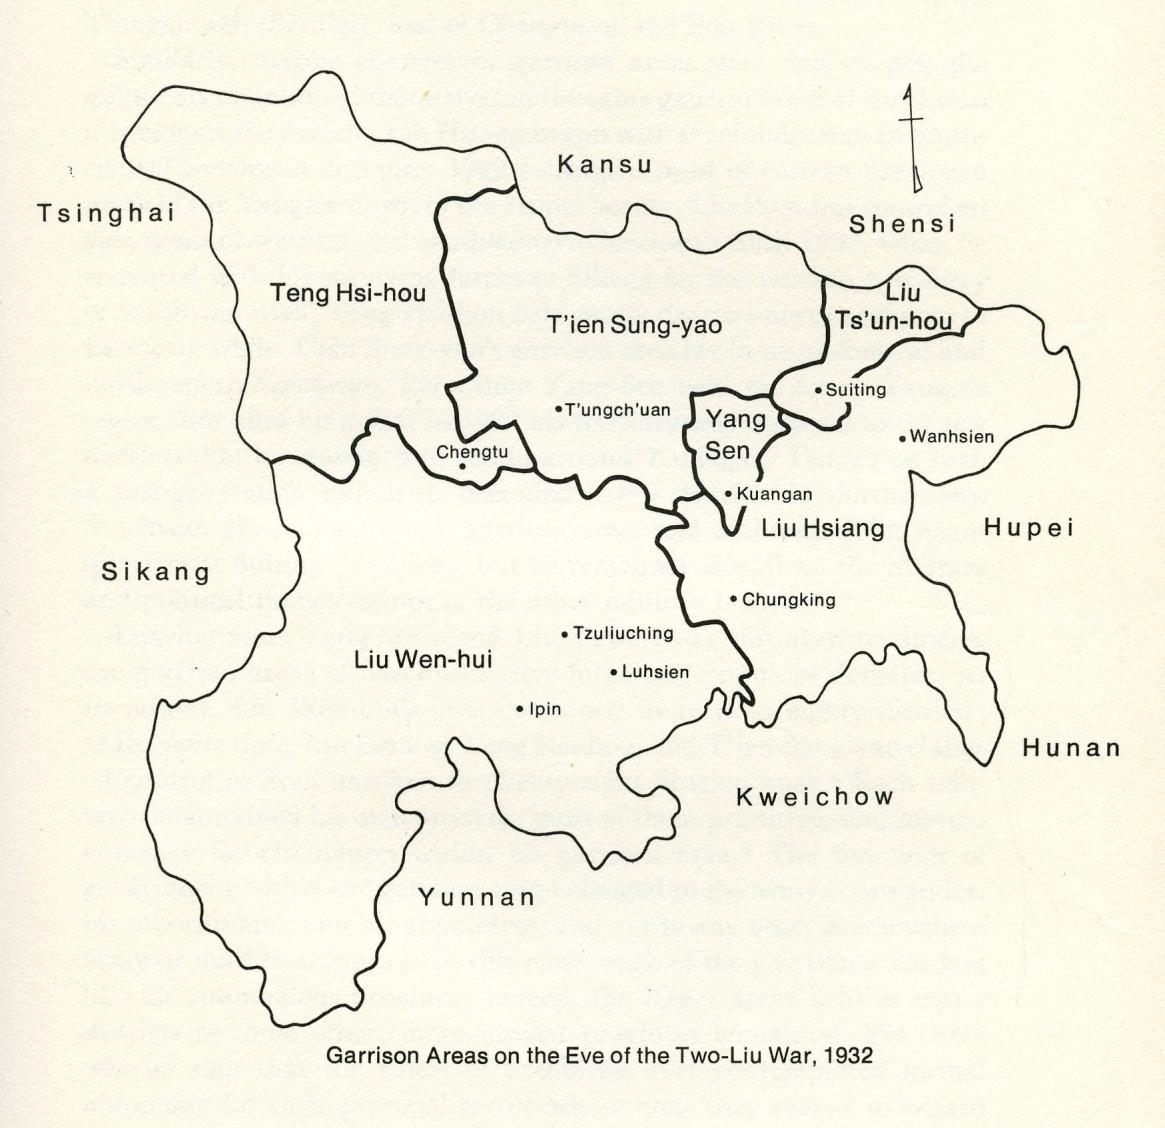 Kansu
Tsinghai
Shensi
Teng Hsi-hou
Liu
Ts'un-hou
T'ien Sung-yao
Suiting
T'ungch'uan
Yang
Sen
Wanhsien
Chengtu
Kuangan
Liu Hsiang
Hupei
Sikang
Chungking
Tzuliuching
Liu Wen-hui
Luhsien
Ipin
Hunan
Kweichow
Yunnan
Garrison Areas on the Eve of the Two-Liu War, 1932